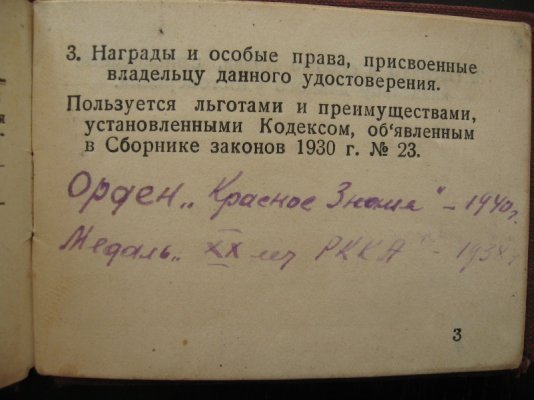 3. Награды и особые права, присвоенные
владельцу данного удостоверения.
Пользуется льготами и преимуществами,
установленными Кодексом, об‘явленным
в Сборнике законов 1930 г. № 23.
Орден „Красное Знамя“ – 1940 г.
Медаль „XX лет РККА“ – 1938
3